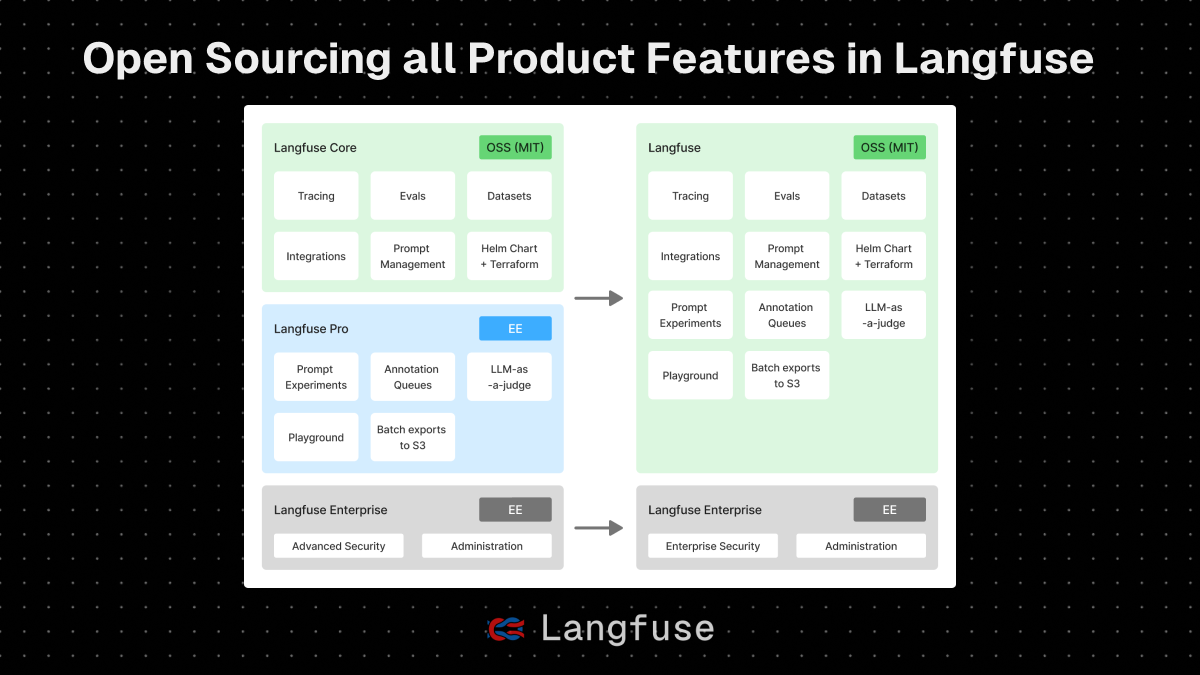 Open Sourcing all Product Features in Langfuse
Langfuse Core
OSS (MIT)
Tracing
Evals
Datasets
Integrations
Prompt
Management
Helm Chart
+ Terraform
Langfuse Pro
EE
Prompt
Experiments
Annotation
Queues
LLM-as
-a-judge
Playground
Batch exports
to S3
Langfuse Enterprise
EE
Advanced Security
Administration
Langfuse
OSS (MIT)
Tracing
Evals
Datasets
Integrations
Prompt
Management
Helm Chart
+ Terraform
Prompt
Experiments
Annotation
Queues
LLM-as
-a-judge
Playground
Batch exports
to S3
Langfuse Enterprise
EE
Enterprise Security
Administration
Langfuse